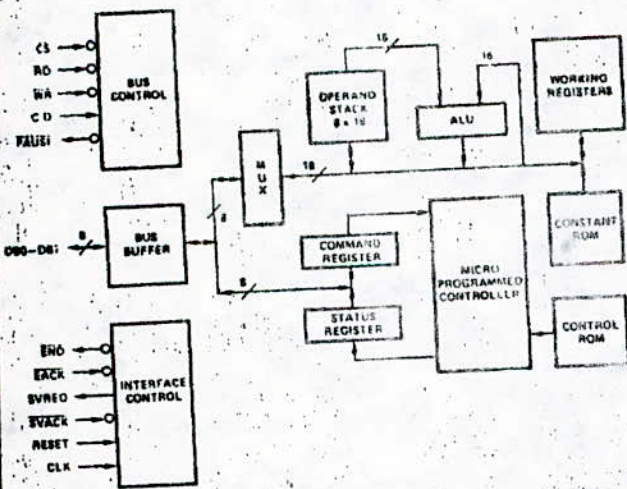 CS
RD
WR
C D
PAUSE
BUS
CONTROL
16
OPERAND
STACK
8 x 16
16
ALU
WORKING
REGISTERS
MUX
16
8
DB0-DB7
8
BUS
BUFFER
8
COMMAND
REGISTER
STATUS
REGISTER
MICRO
PROGRAMMED
CONTROLLER
CONSTANT
ROM
CONTROL
ROM
END
EACK
SVREQ
SVACK
RESET
CLK
INTERFACE
CONTROL